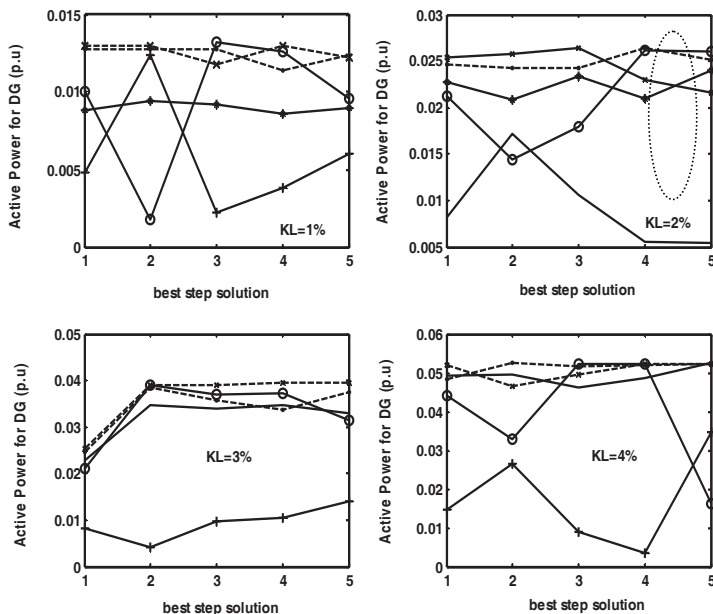 0.015
0.01
0.005
0
Active Power for DG (p.u)
KL=1%
1 2 3 4 5
best step solution
0.03
0.025
0.02
0.015
0.01
0.005
Active Power for DG (p.u)
KL=2%
1 2 3 4 5
best step solution
0.05
0.04
0.03
0.02
0.01
0
Active Power for DG (p.u)
KL=3%
1 2 3 4 5
best step solution
0.06
0.05
0.04
0.03
0.02
0.01
0
Active Power for DG (p.u)
KL=4%
1 2 3 4 5
best step solution